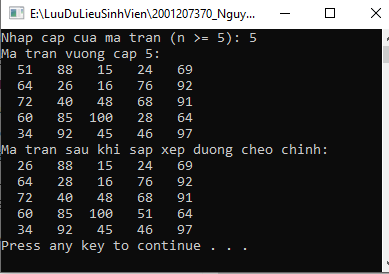 E:\LuuDuLieuSinhVien\2001207370_Nguy...
Nhap cap cua ma tran (n >= 5): 5
Ma tran vuong cap 5:
51 88 15 24 69
64 26 16 76 92
72 40 48 68 91
60 85 100 28 64
34 92 45 46 97
Ma tran sau khi sap xep duong cheo chinh:
26 88 15 24 69
64 28 16 76 92
72 40 48 68 91
60 85 100 51 64
34 92 45 46 97
Press any key to continue . . .